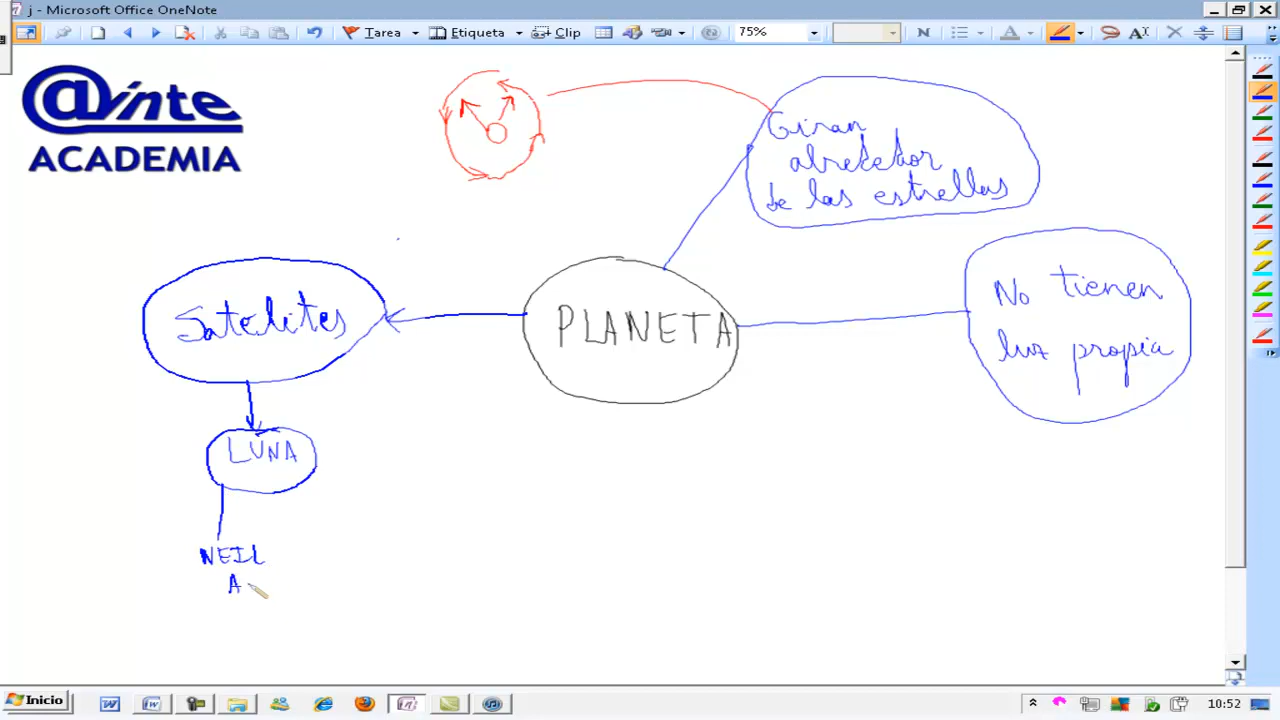 j - Microsoft Office OneNote
Tarea
Etiqueta
Clip
75%
N
A
@inte
ACADEMIA
Giran
alrededor
de las estrellas
Satelites
PLANETA
No tienen
luz propia
LUNA
NEIL
A
Inicio
10:52